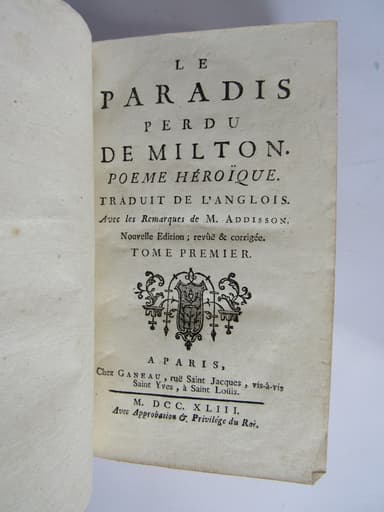 LE
PARADIS
PERDU
DE MILTON.
POEME HÉROÏQUE.
TRADUIT DE L'ANGLOIS.
Avec les Remarques de M. ADDISSON.
Nouvelle Edition; revûë & corrigée.
TOME PREMIER.
A PARIS,
Chez GANEAU, ruë Saint Jacques, vis-à-vis
Saint Yves, à Saint Louis.
M. DCC. XLIII.
Avec Approbation & Privilége du Roi.